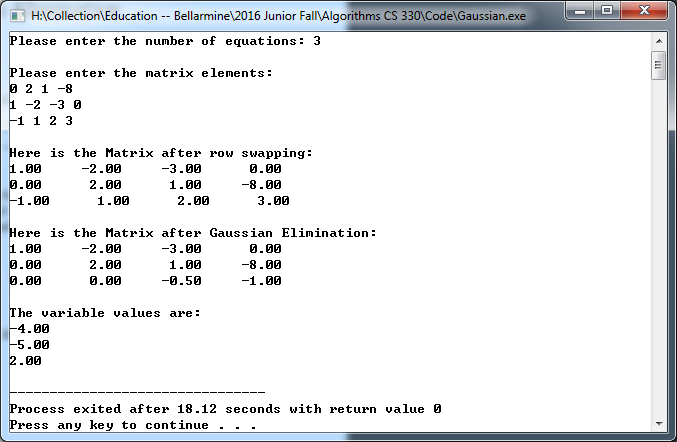 H:\Collection\Education -- Bellarmine\2016 Junior Fall\Algorithms CS 330\Code\Gaussian.exe
Please enter the number of equations: 3
Please enter the matrix elements:
0 2 1 -8
1 -2 -3 0
-1 1 2 3
Here is the Matrix after row swapping:
1.00 -2.00 -3.00 0.00
0.00 2.00 1.00 -8.00
-1.00 1.00 2.00 3.00
Here is the Matrix after Gaussian Elimination:
1.00 -2.00 -3.00 0.00
0.00 2.00 1.00 -8.00
0.00 0.00 -0.50 -1.00
The variable values are:
-4.00
-5.00
2.00
--------------------------------
Process exited after 18.12 seconds with return value 0
Press any key to continue . . .